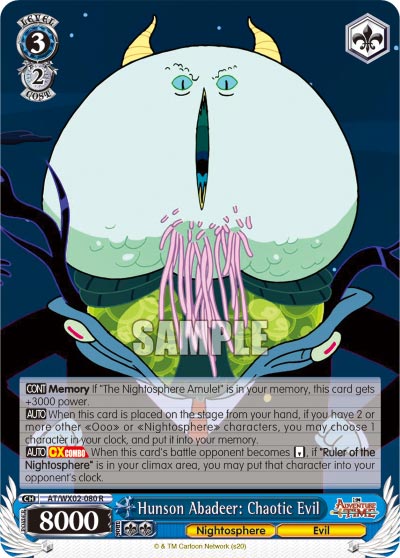 LEVEL
3
2
COST
SAMPLE
CONT Memory If "The Nightosphere Amulet" is in your memory, this card gets
+3000 power.
AUTO When this card is placed on the stage from your hand, if you have 2 or
more other «Ooo» or «Nightosphere» characters, you may choose
1 character in your clock, and put it into your memory.
AUTO CX COMBO When this card's battle opponent becomes , if "Ruler of the
Nightosphere" is in your climax area, you may put that character into your
opponent's clock.
CH AT/WX02-080 R
Hunson Abadeer: Chaotic Evil
ADVENTURE TIME
POWER 8000
SOUL
Nightosphere
Evil
© & TM Cartoon Network (s20)